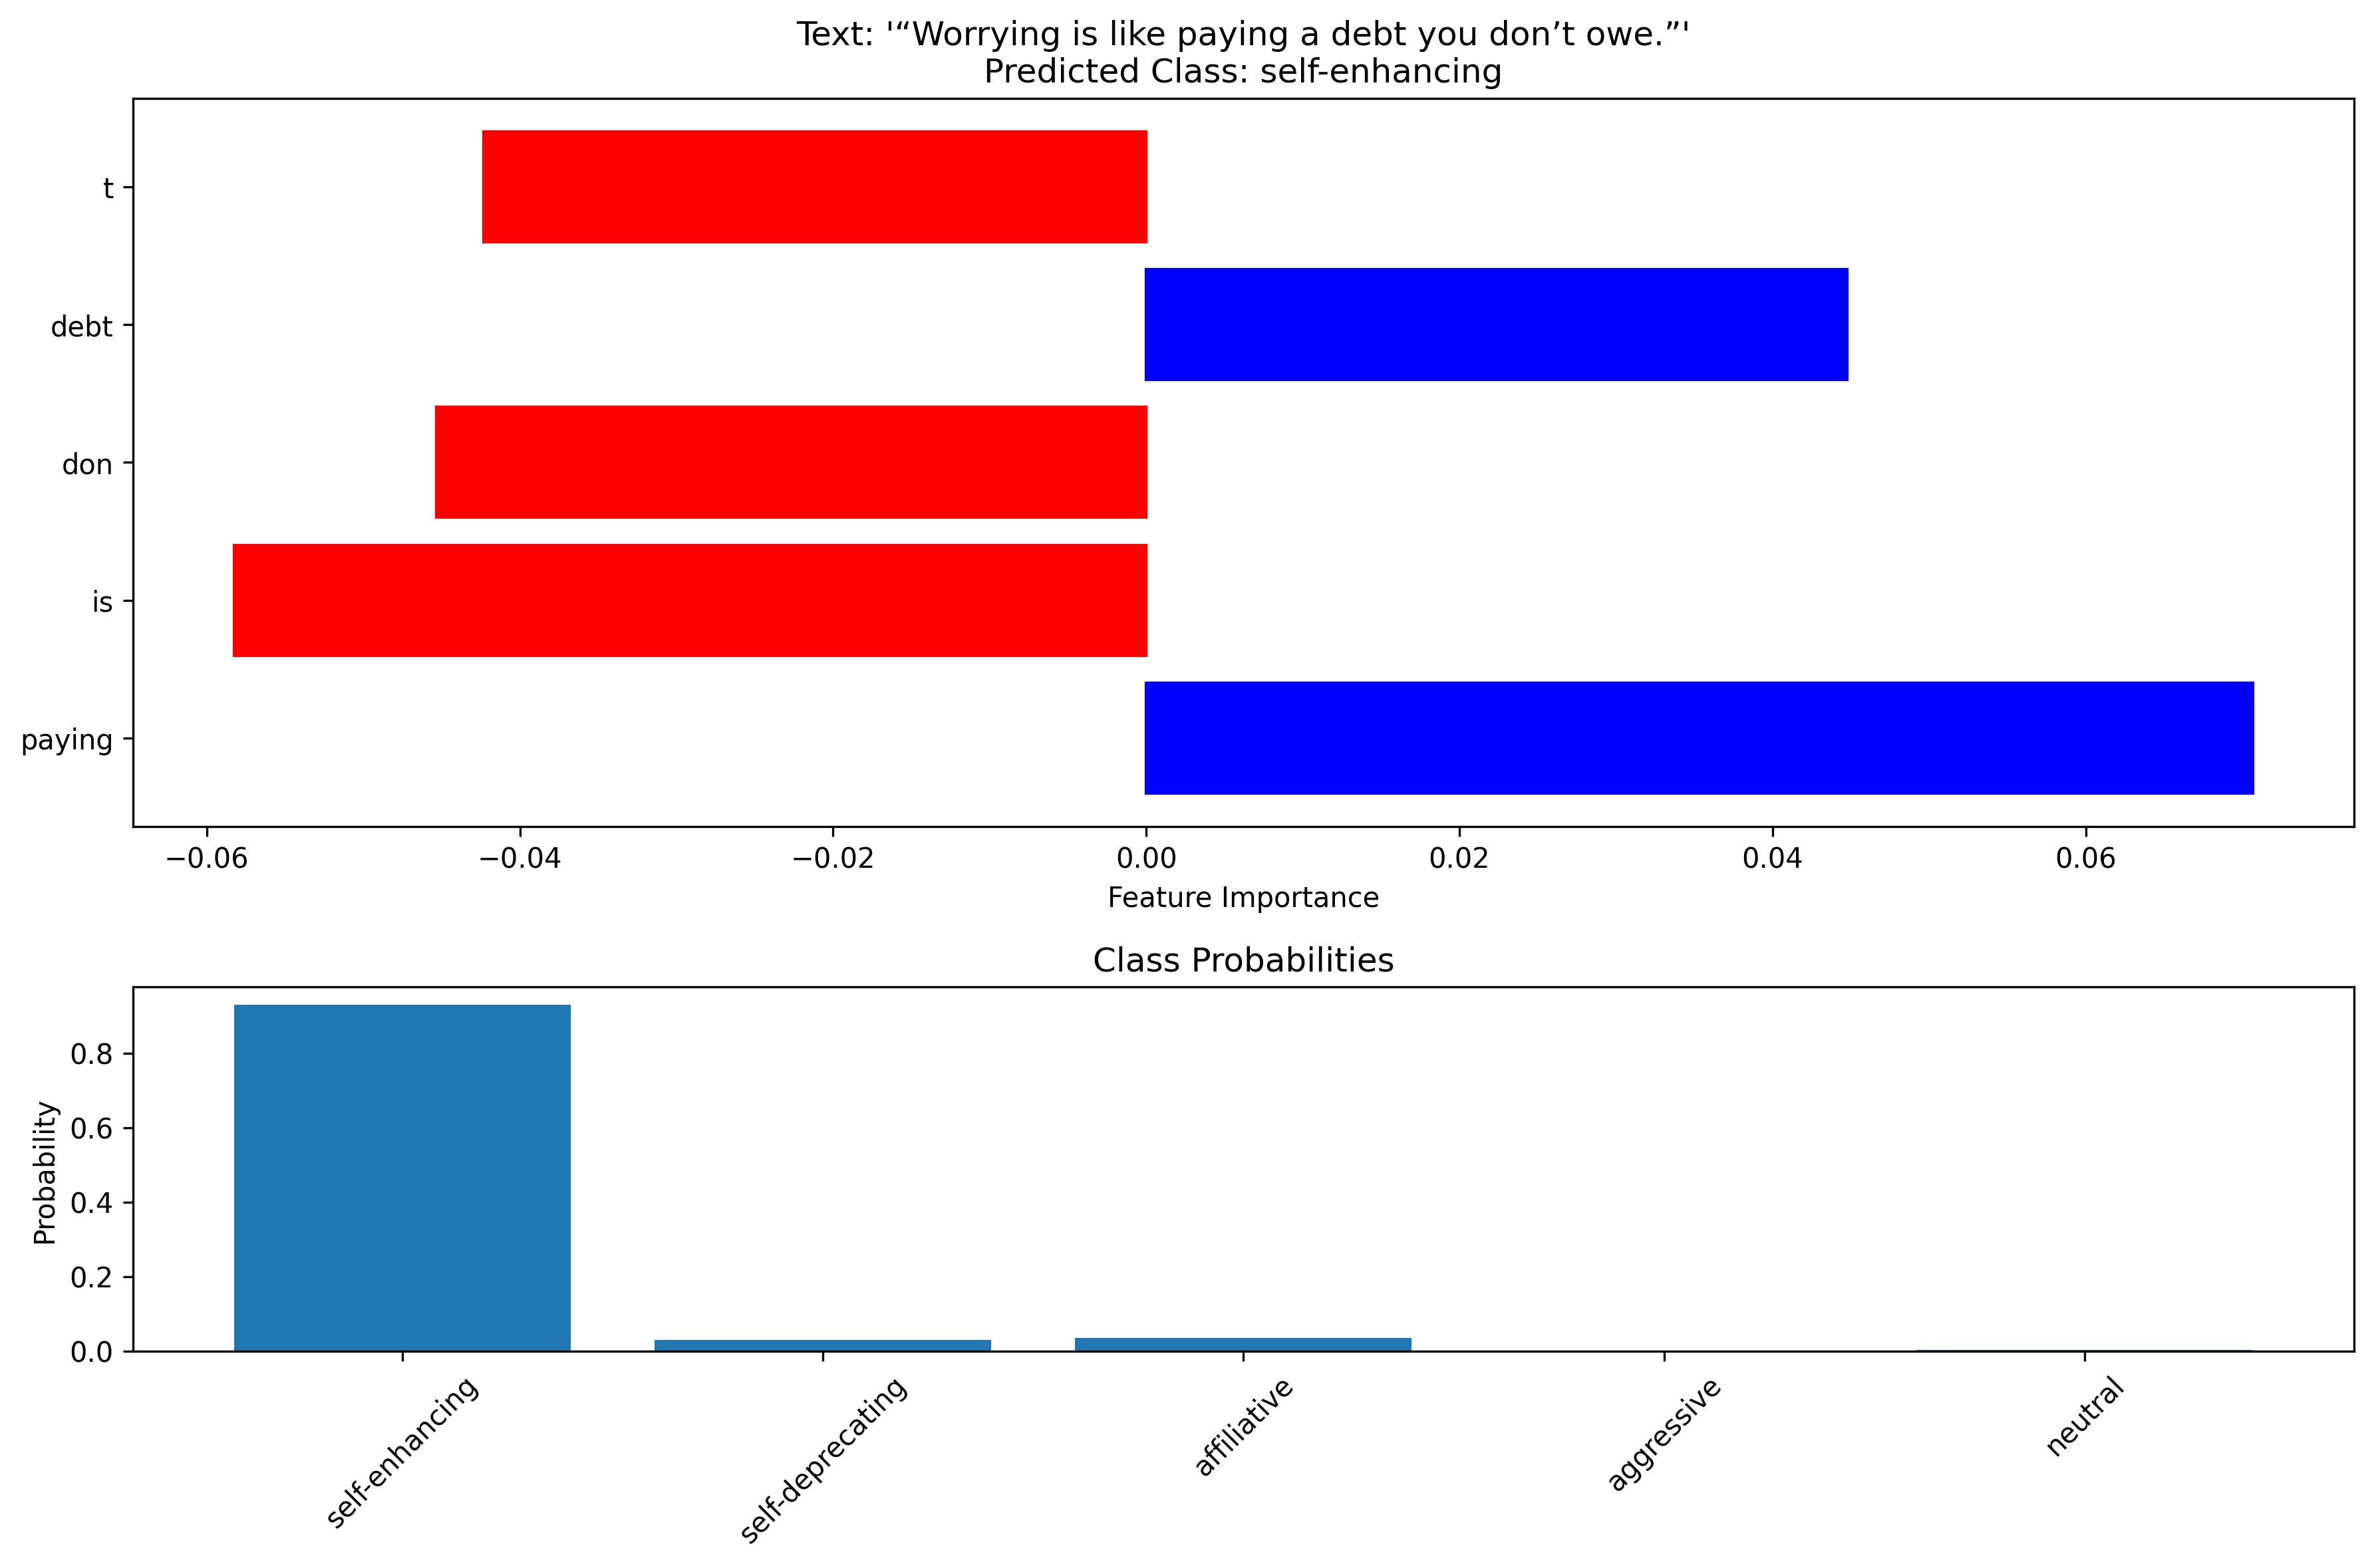 Text: '“Worrying is like paying a debt you don’t owe.”'
Predicted Class: self-enhancing
t
debt
don
is
paying
−0.06 −0.04 −0.02 0.00 0.02 0.04 0.06
Feature Importance
Class Probabilities
Probability
0.8
0.6
0.4
0.2
0.0
self-enhancing self-deprecating affiliative aggressive neutral